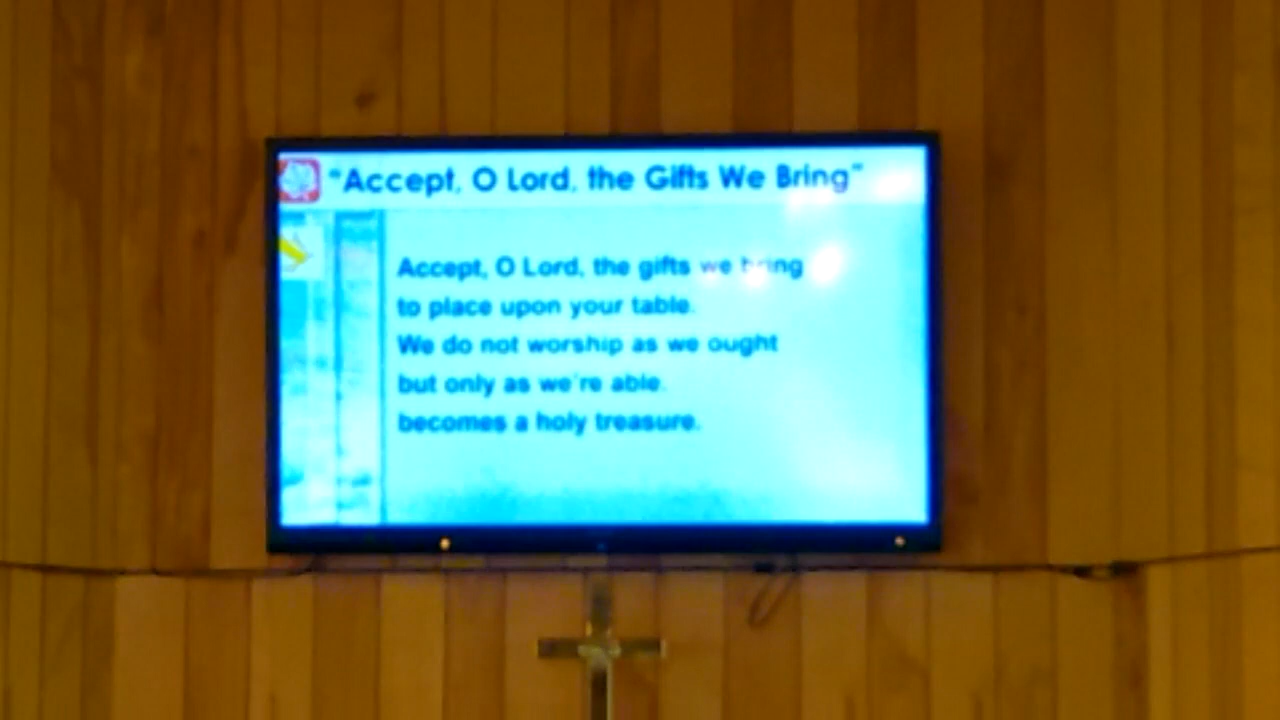 "Accept, O Lord, the Gifts We Bring"
Accept, O Lord, the gifts we bring
to place upon your table.
We do not worship as we ought
but only as we're able.
becomes a holy treasure.